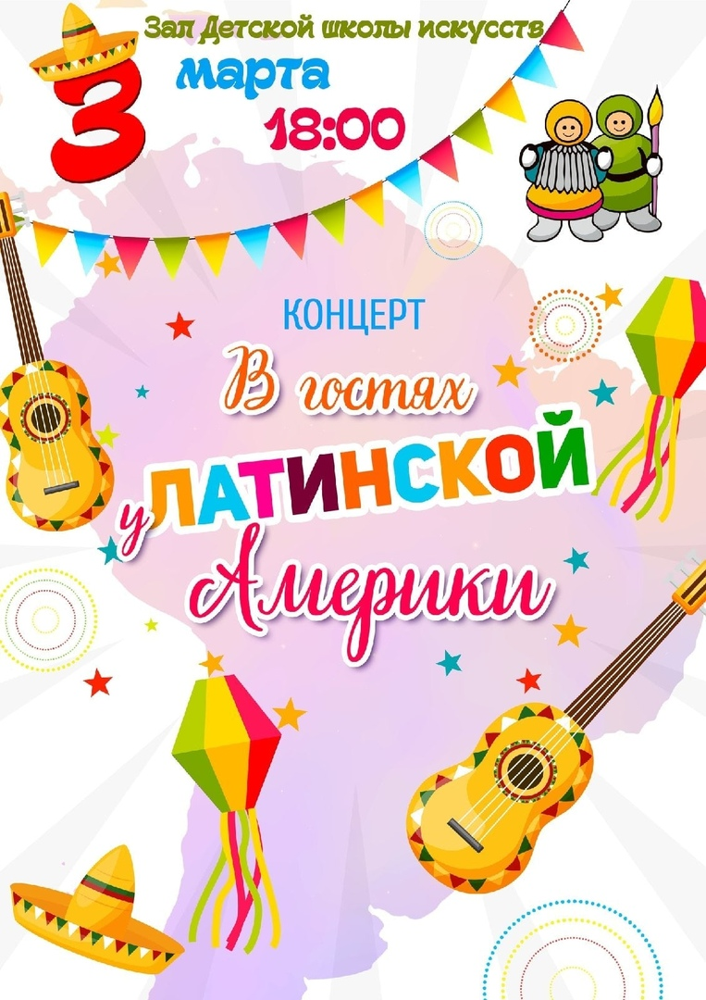 Зал Детской школы искусств
3 марта
18:00
КОНЦЕРТ
В гостях
у ЛАТИНСКОЙ
Америки